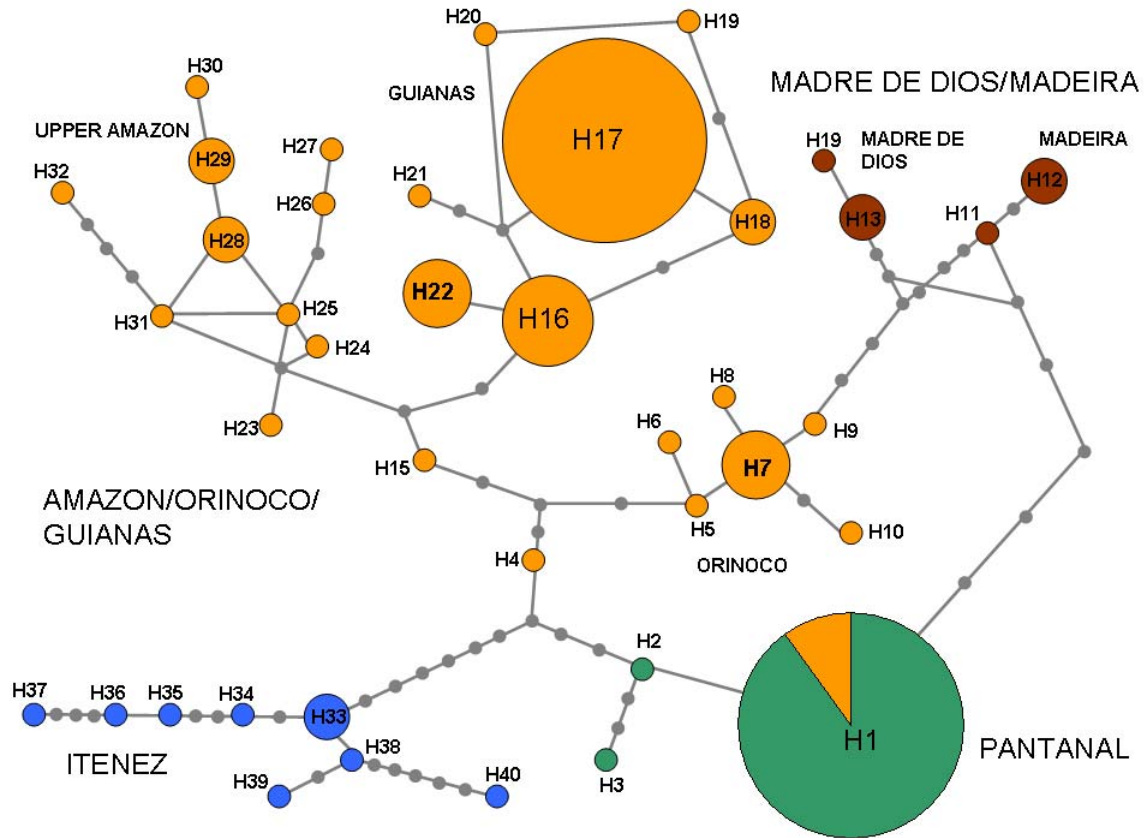 H20
H19
H30
GUIANAS
MADRE DE DIOS/MADEIRA
UPPER AMAZON
H17
H27
H19
MADRE DE
DIOS
MADEIRA
H32
H29
H21
H12
H26
H18
H13
H11
H28
H22
H16
H31
H25
H24
H8
H6
H9
H23
H15
H7
AMAZON/ORINOCO/
GUIANAS
H5
H10
H4
ORINOCO
H2
H37
H36
H35
H34
H33
H1
ITENEZ
H38
PANTANAL
H39
H40
H3